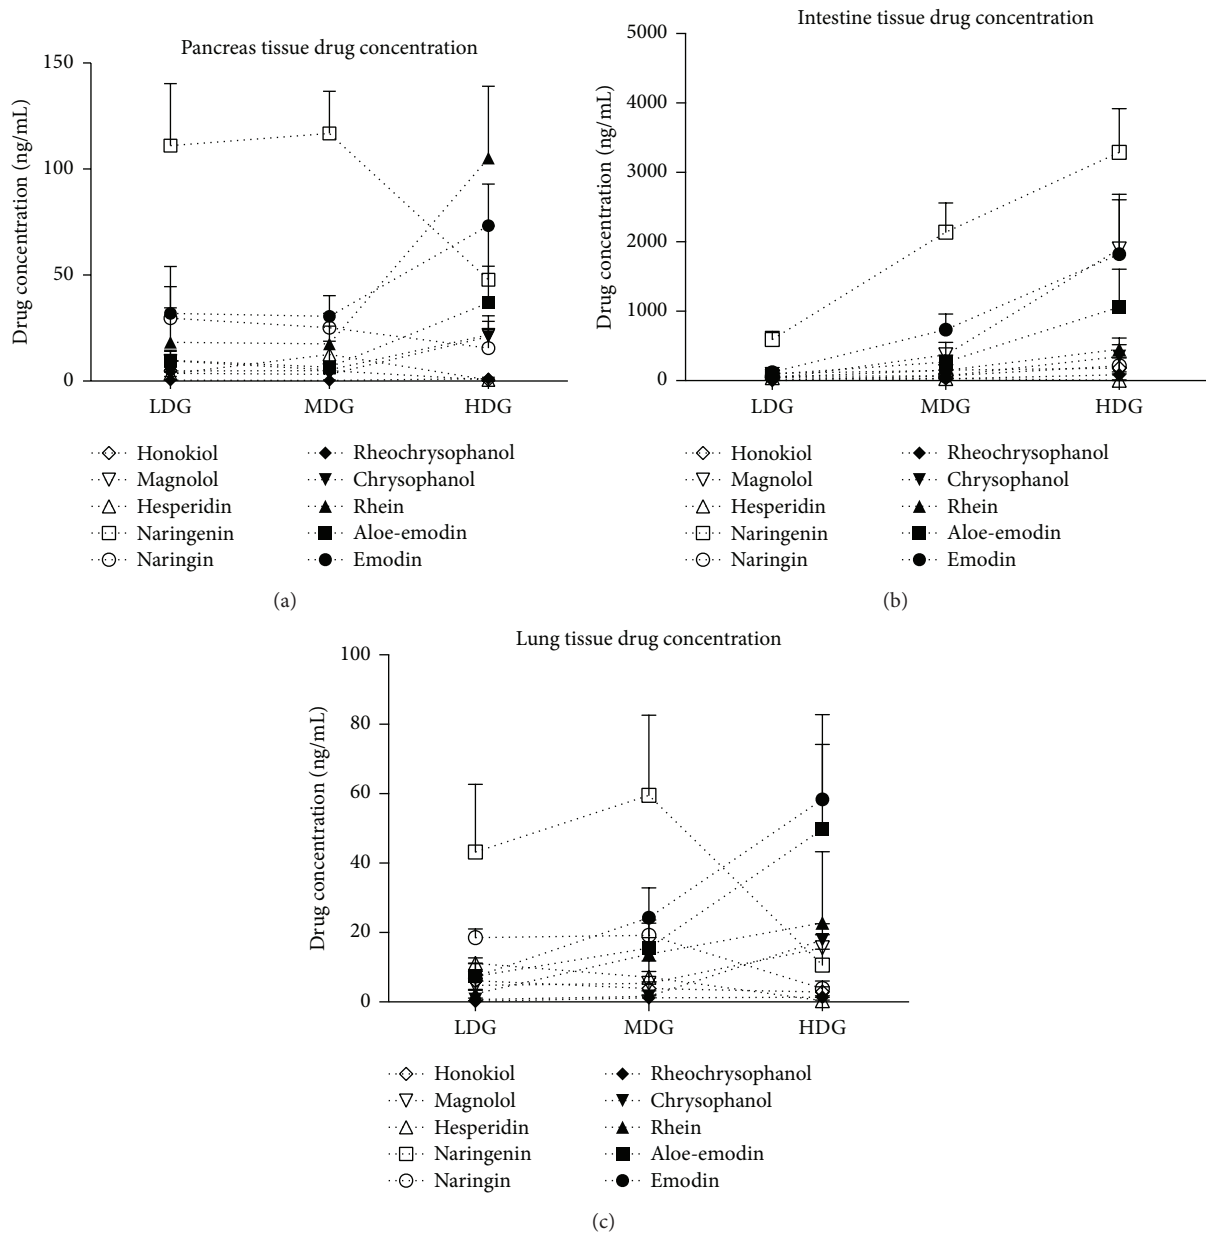 Pancreas tissue drug concentration
150
100
50
0
Drug concentration (ng/mL)
LDG MDG HDG
Honokiol Rheochrysophanol
Magnolol Chrysophanol
Hesperidin Rhein
Naringenin Aloe-emodin
Naringin Emodin
(a)
Intestine tissue drug concentration
5000
4000
3000
2000
1000
0
Drug concentration (ng/mL)
LDG MDG HDG
Honokiol Rheochrysophanol
Magnolol Chrysophanol
Hesperidin Rhein
Naringenin Aloe-emodin
Naringin Emodin
(b)
Lung tissue drug concentration
100
80
60
40
20
0
Drug concentration (ng/mL)
LDG MDG HDG
Honokiol Rheochrysophanol
Magnolol Chrysophanol
Hesperidin Rhein
Naringenin Aloe-emodin
Naringin Emodin
(c)